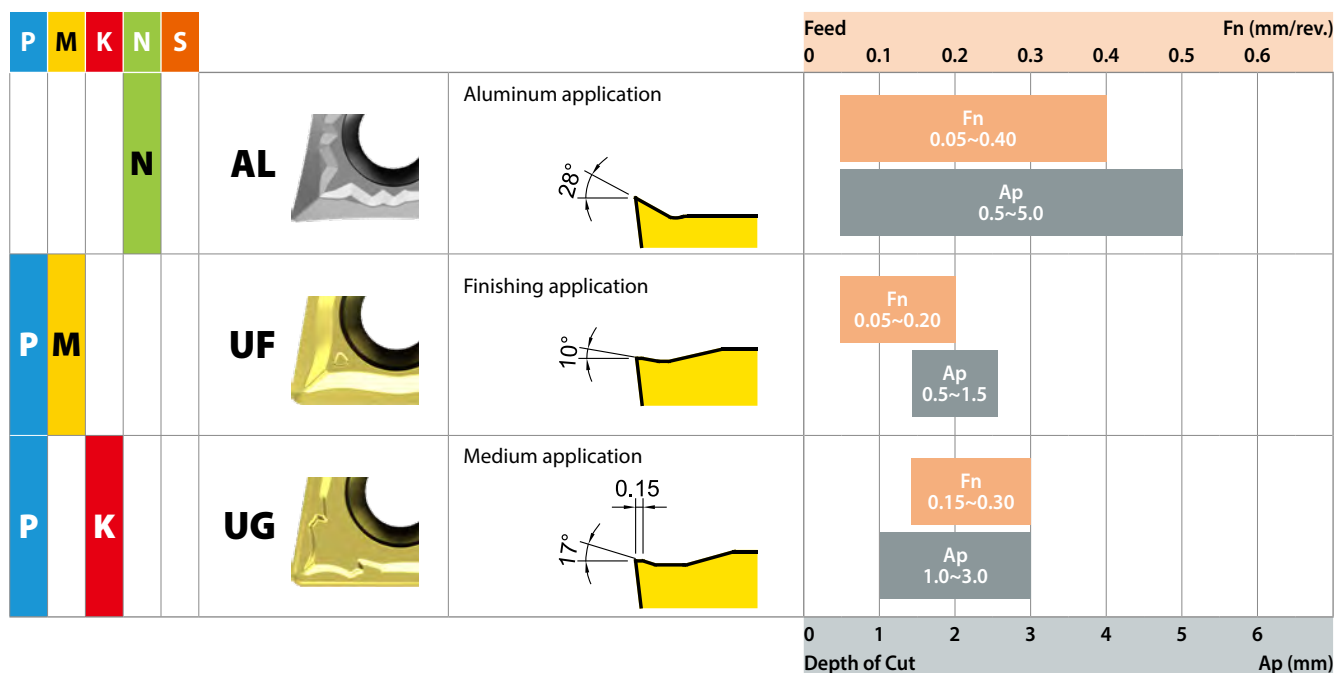 P M K N S
Feed Fn (mm/rev.)
0 0.1 0.2 0.3 0.4 0.5 0.6
N
AL
Aluminum application
28°
Fn
0.05~0.40
Ap
0.5~5.0
P M
UF
Finishing application
10°
Fn
0.05~0.20
Ap
0.5~1.5
P K
UG
Medium application
0.15
17°
Fn
0.15~0.30
Ap
1.0~3.0
0 1 2 3 4 5 6
Depth of Cut Ap (mm)